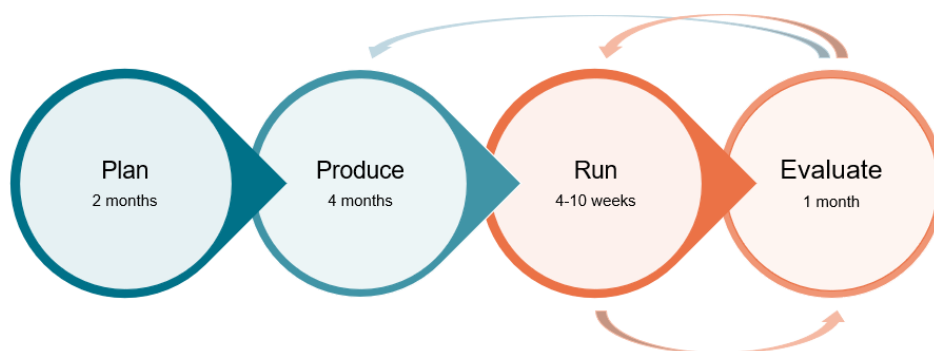 Plan
2 months
Produce
4 months
Run
4-10 weeks
Evaluate
1 month